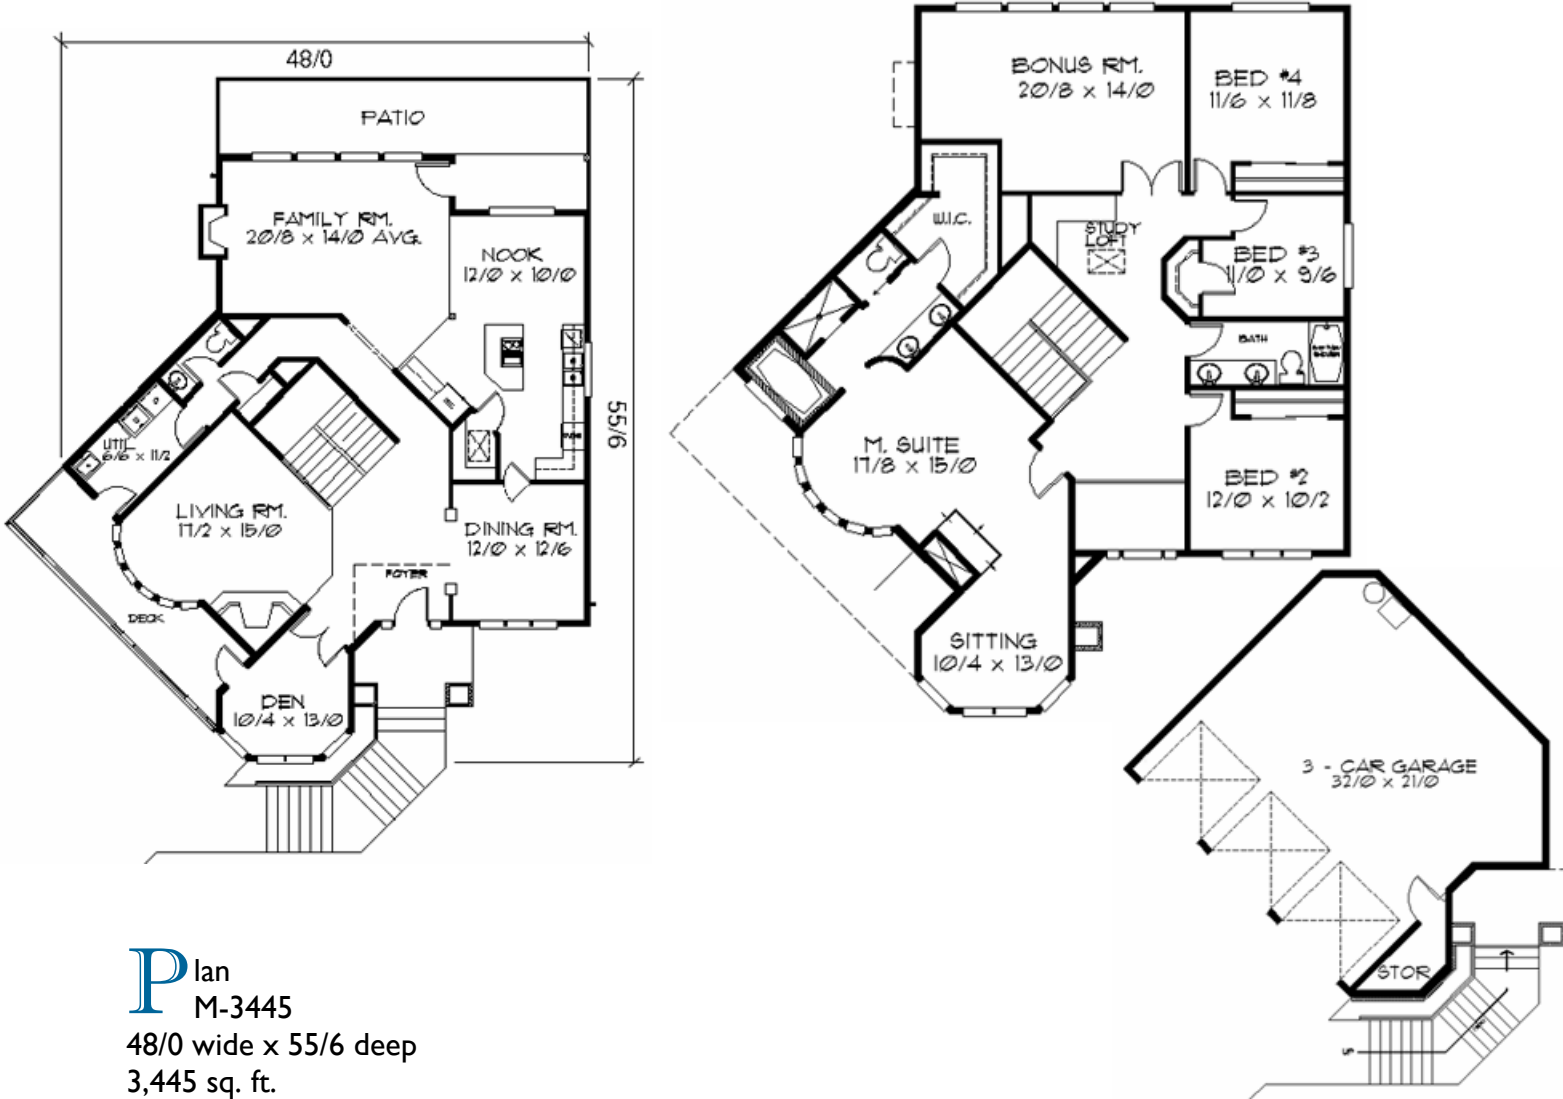 48/0
PATIO
FAMILY RM.
20/8 x 14/0 AVG.
NOOK
12/0 x 10/0
55/6
UTIL
6/6 x 11/2
LIVING RM.
17/2 x 15/0
DINING RM.
12/0 x 12/6
FOYER
DECK
DEN
10/4 x 13/0
BONUS RM.
20/8 x 14/0
BED #4
11/6 x 11/8
W.I.C.
STUDY
LOFT
BED #3
11/0 x 9/6
BATH
M. SUITE
17/8 x 15/0
BED #2
12/0 x 10/2
SITTING
10/4 x 13/0
3 - CAR GARAGE
32/0 x 21/0
STOR
UP
Plan
M-3445
48/0 wide x 55/6 deep
3,445 sq. ft.